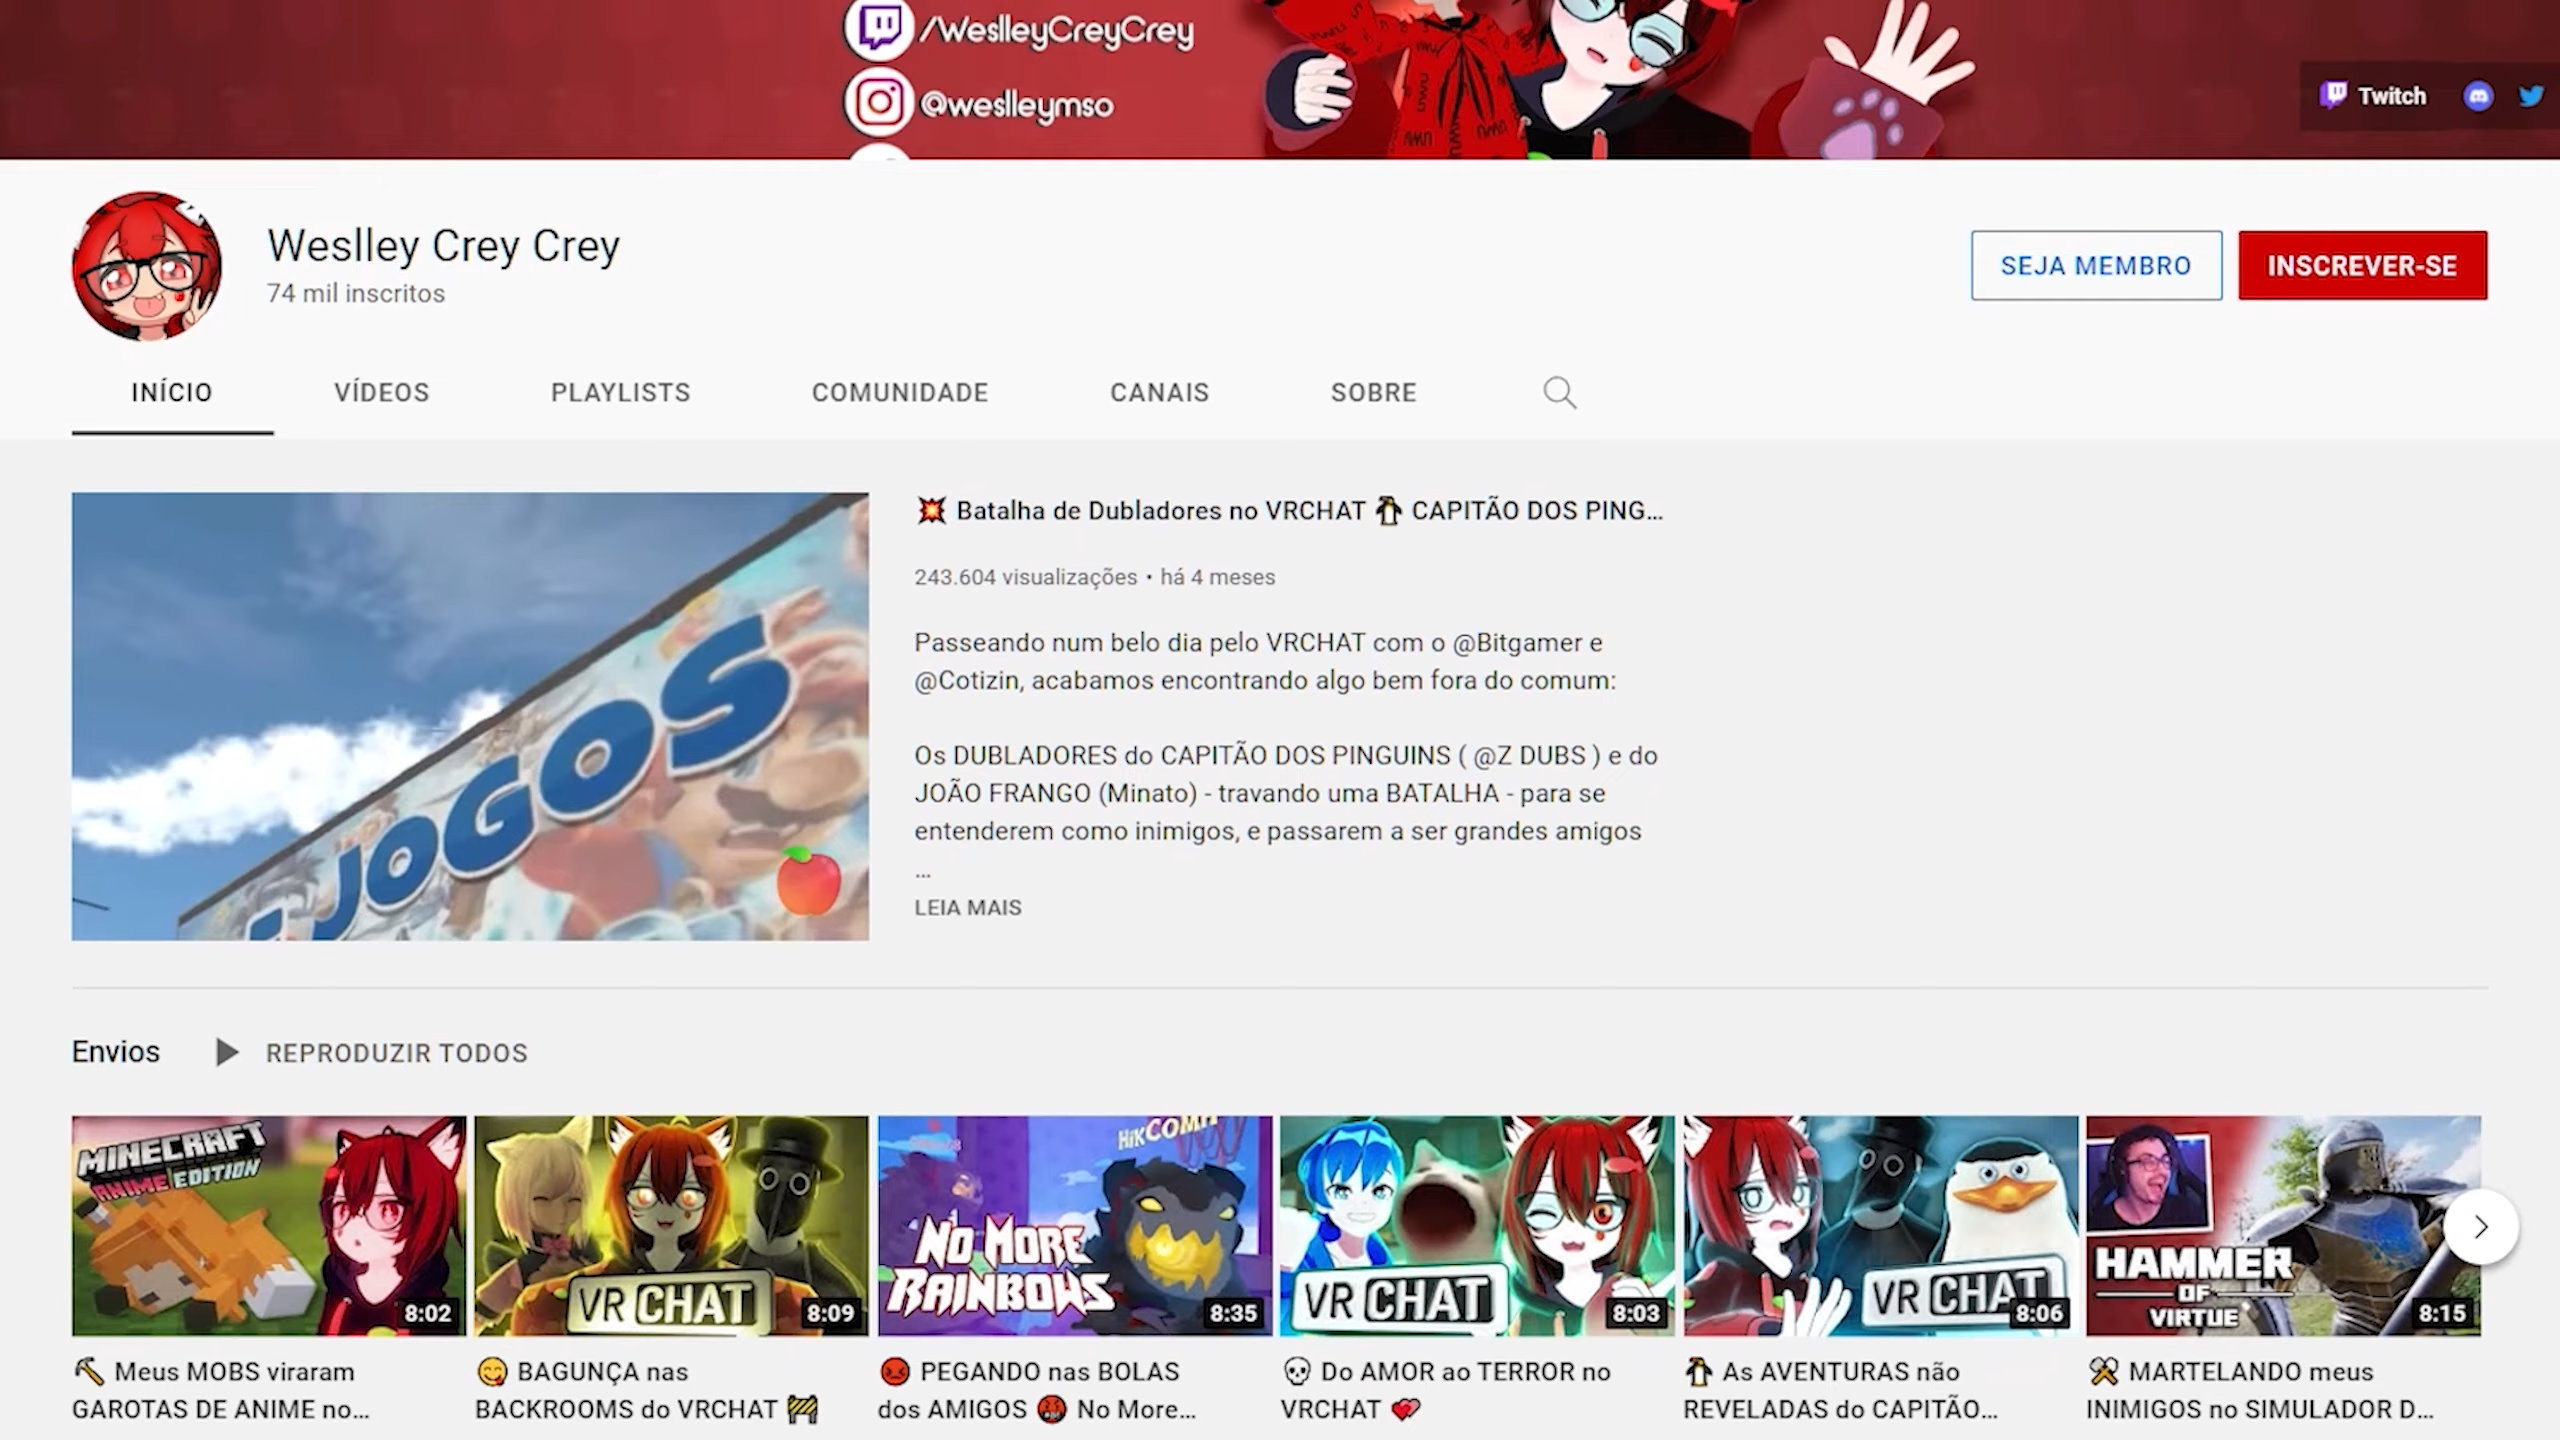 /WeslleyCreyCrey
@weslleymso
Twitch
Weslley Crey Crey
74 mil inscritos
SEJA MEMBRO
INSCREVER-SE
INÍCIO
VÍDEOS
PLAYLISTS
COMUNIDADE
CANAIS
SOBRE
JOGOS
💥 Batalha de Dubladores no VRCHAT 🐧 CAPITÃO DOS PING...
243.604 visualizações • há 4 meses
Passeando num belo dia pelo VRCHAT com o @Bitgamer e
@Cotizin, acabamos encontrando algo bem fora do comum:
Os DUBLADORES do CAPITÃO DOS PINGUINS ( @Z DUBS ) e do
JOÃO FRANGO (Minato) - travando uma BATALHA - para se
entenderem como inimigos, e passarem a ser grandes amigos
...
LEIA MAIS
Envios
REPRODUZIR TODOS
MINECRAFT
ANIME EDITION
8:02
VR CHAT
8:09
NO MORE
RAINBOWS
8:35
VR CHAT
8:03
VR CHAT
8:06
HAMMER
OF
VIRTUE
8:15
🔨 Meus MOBS viraram
GAROTAS DE ANIME no...
😋 BAGUNÇA nas
BACKROOMS do VRCHAT 🚧
😡 PEGANDO nas BOLAS
dos AMIGOS 🤬 No More...
💀 Do AMOR ao TERROR no
VRCHAT 💕
🐧 As AVENTURAS não
REVELADAS do CAPITÃO...
⚒ MARTELANDO meus
INIMIGOS no SIMULADOR D...